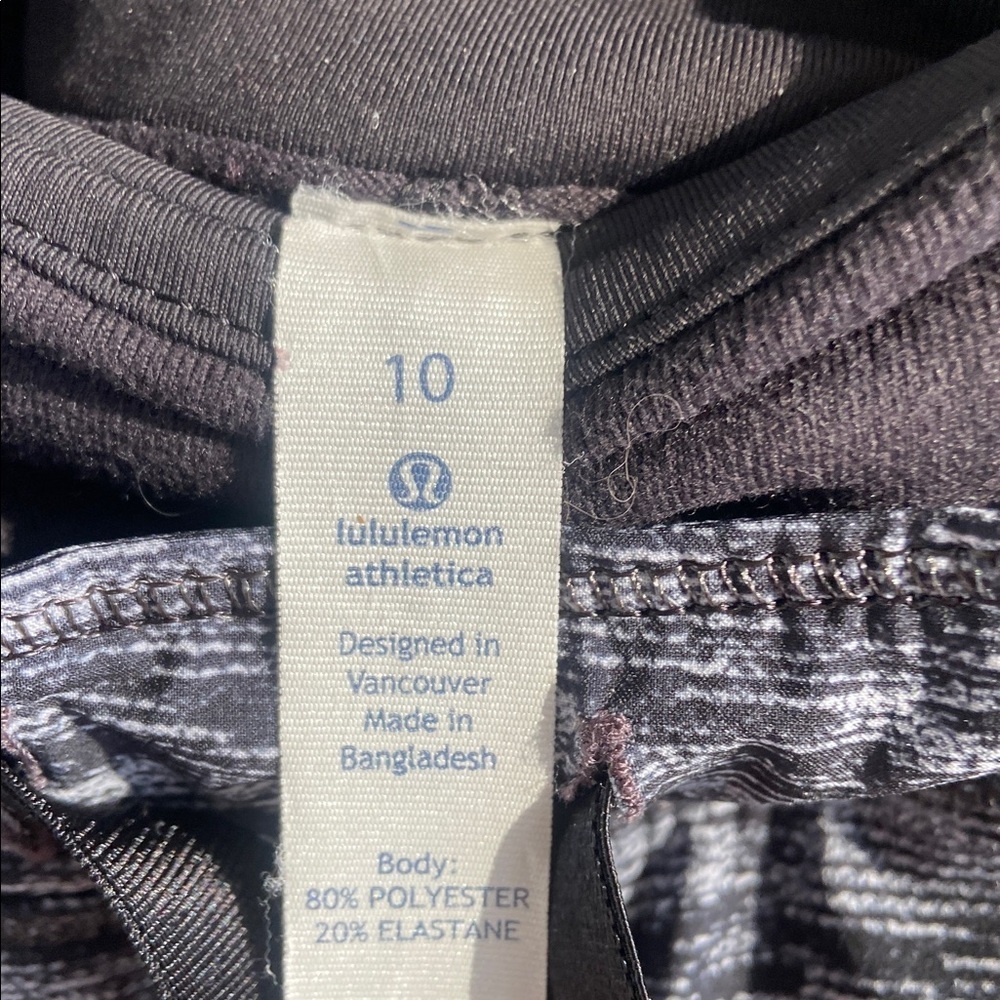 10
lululemon
athletica
Designed in
Vancouver
Made in
Bangladesh
Body:
80% POLYESTER
20% ELASTANE